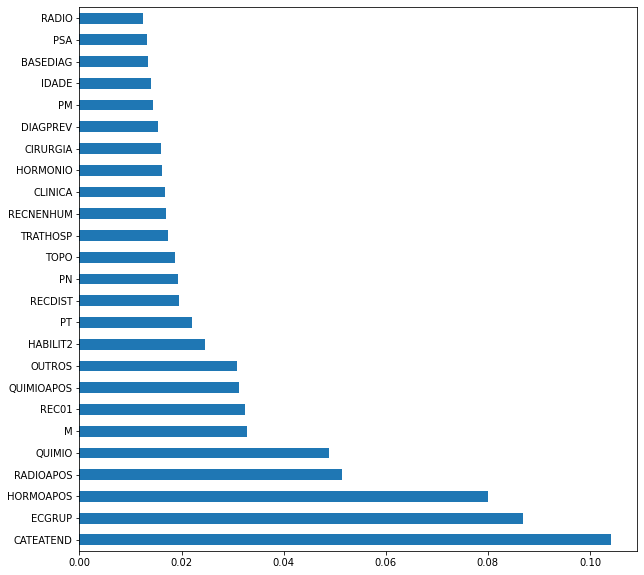 RADIO
PSA
BASEDIAG
IDADE
PM
DIAGPREV
CIRURGIA
HORMONIO
CLINICA
RECNENHUM
TRATHOSP
TOPO
PN
RECDIST
PT
HABILIT2
OUTROS
QUIMIOAPOS
REC01
M
QUIMIO
RADIOAPOS
HORMOAPOS
ECGRUP
CATEATEND
0.00 0.02 0.04 0.06 0.08 0.10